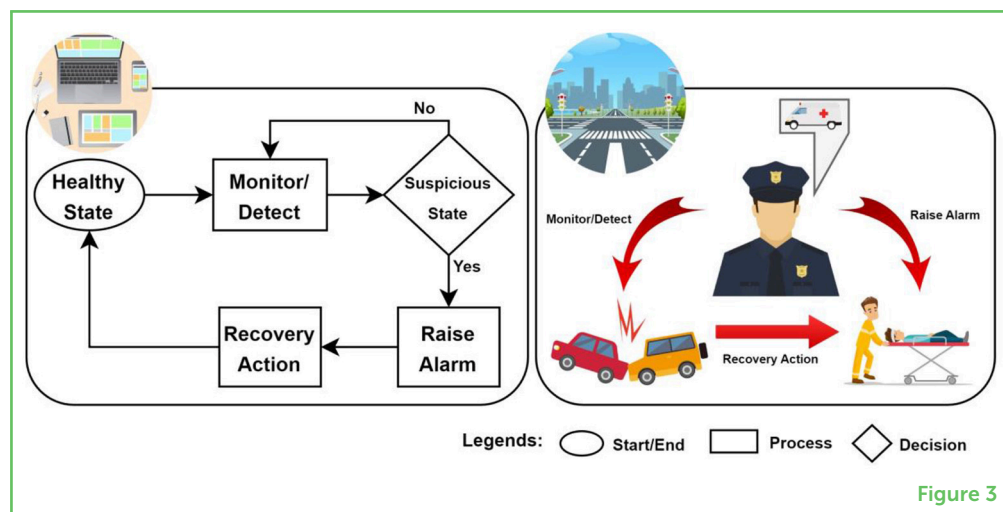 No
Healthy
State
Monitor/
Detect
Suspicious
State
Yes
Recovery
Action
Raise
Alarm
Monitor/Detect
Raise Alarm
Recovery Action
Legends:
Start/End
Process
Decision
Figure 3